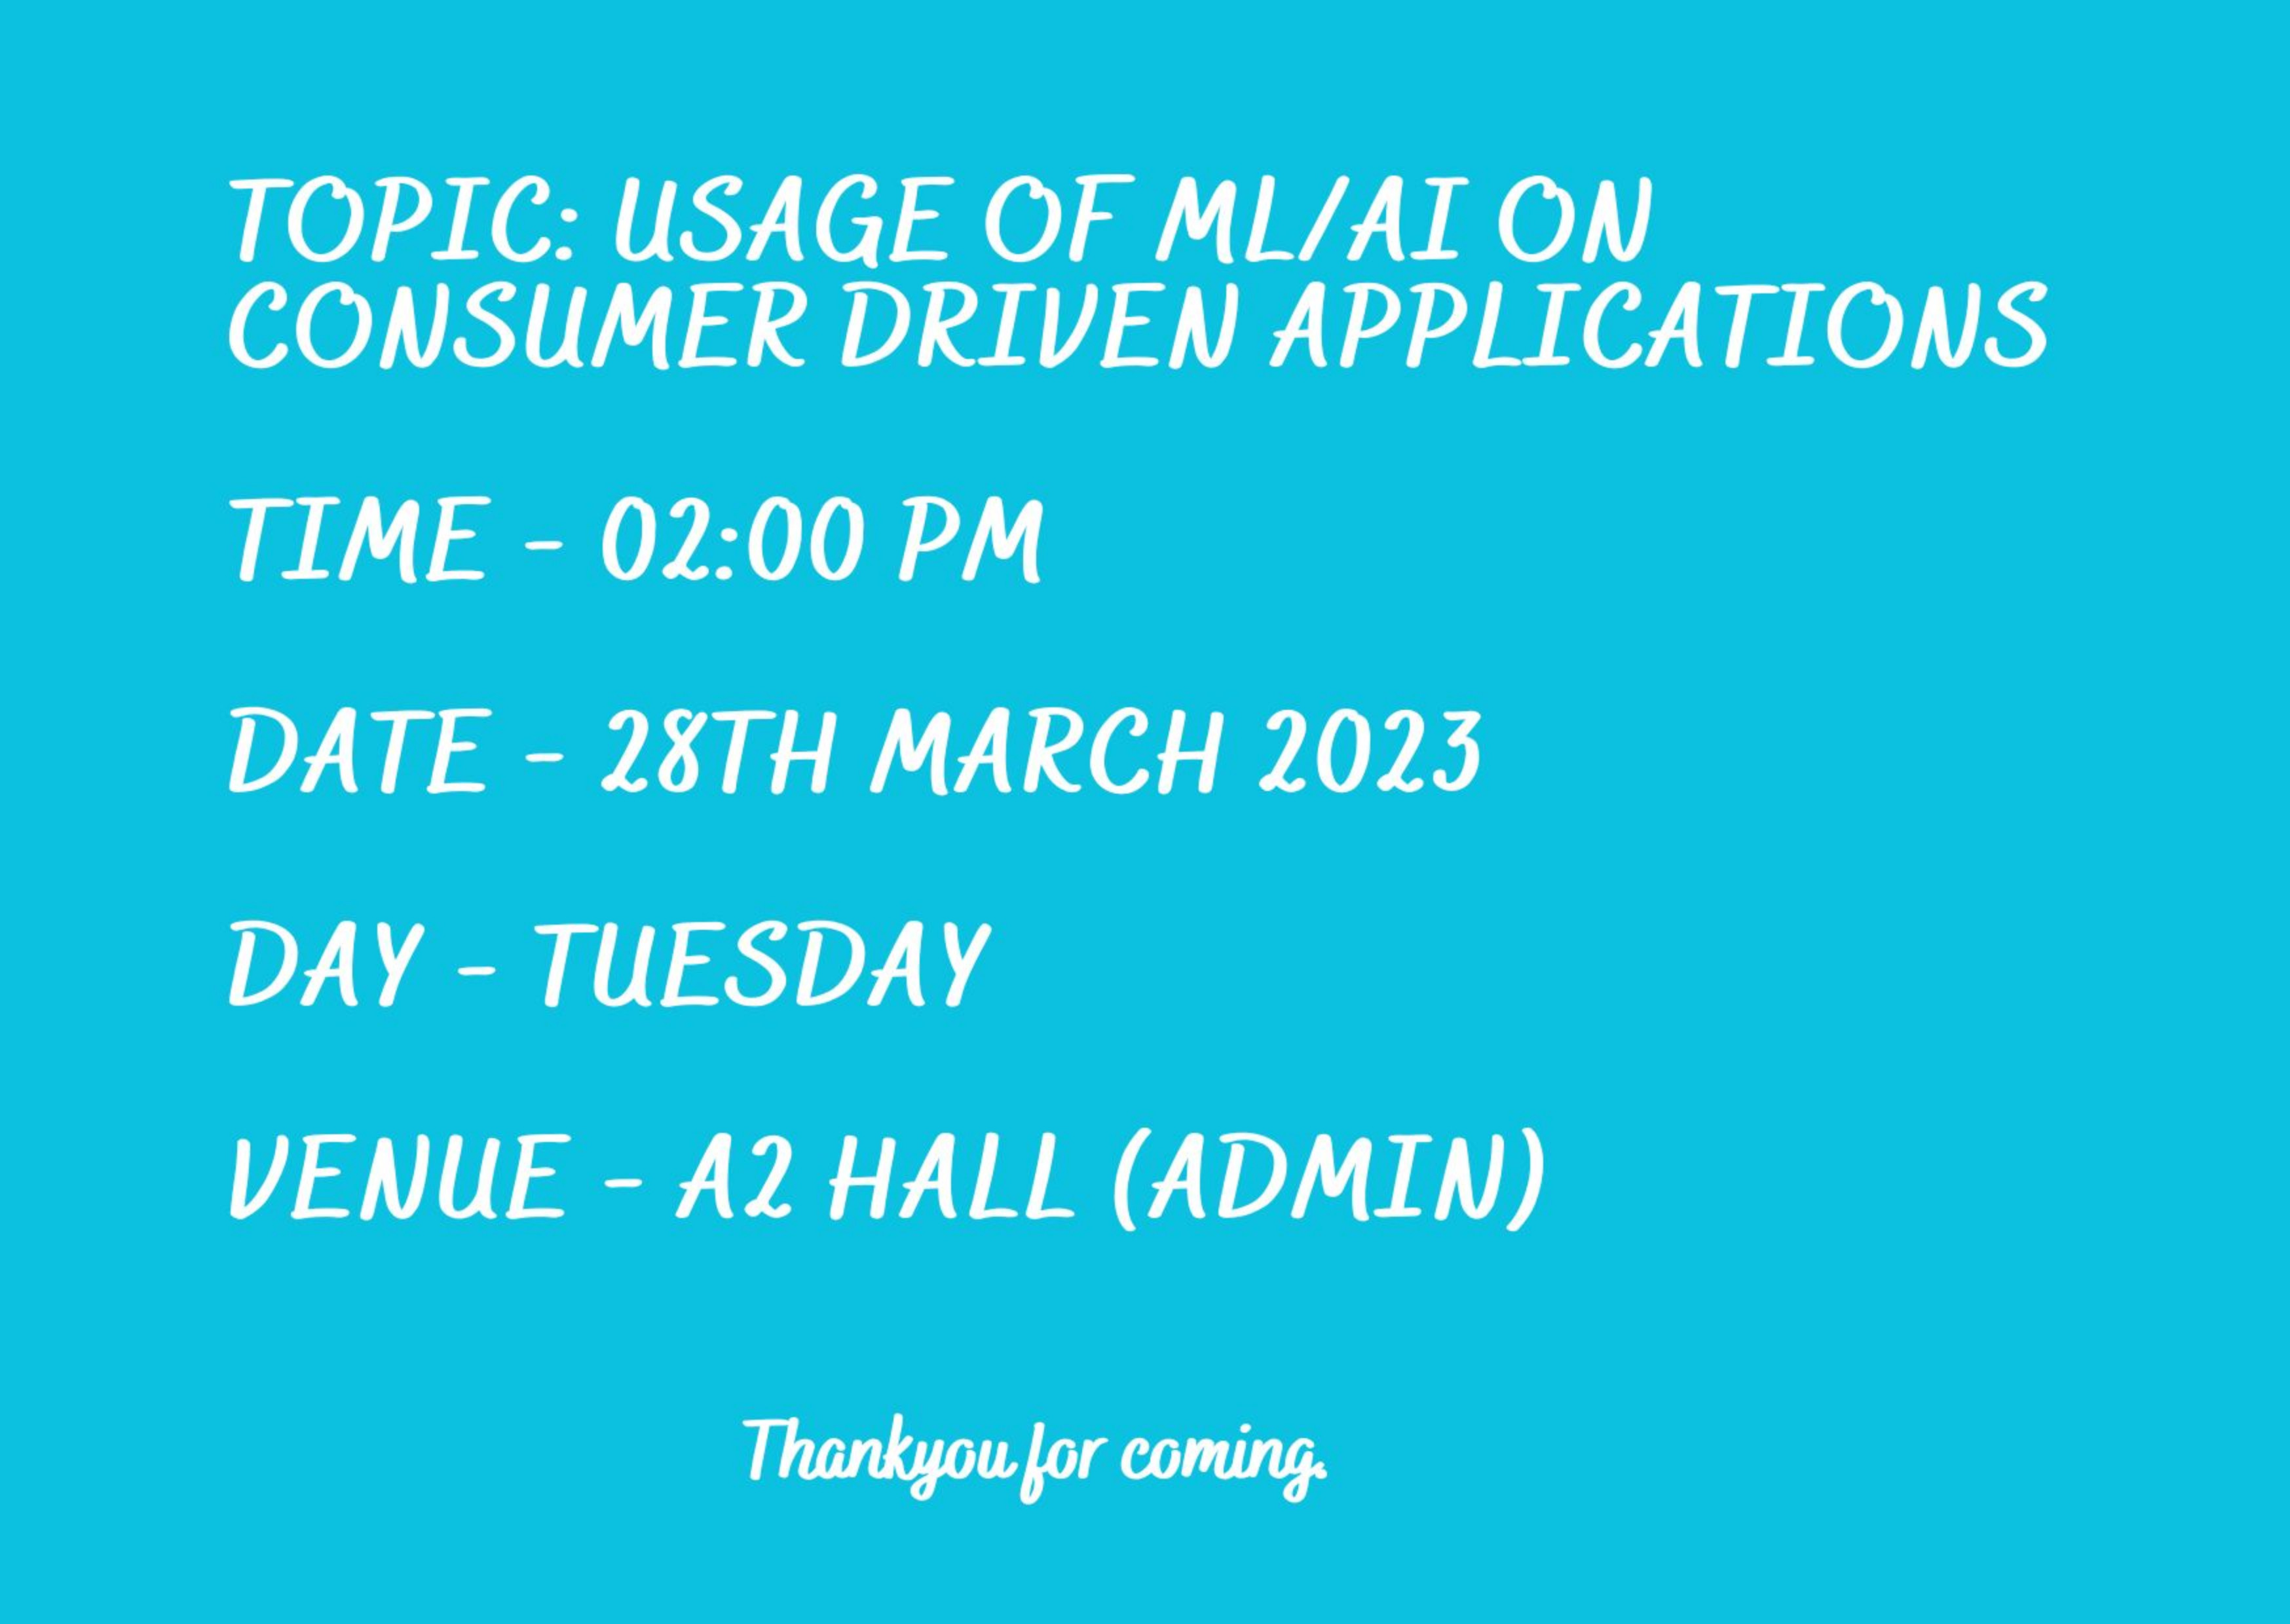 TOPIC: USAGE OF ML/AI ON
CONSUMER DRIVEN APPLICATIONS
TIME - 02:00 PM
DATE - 28TH MARCH 2023
DAY - TUESDAY
VENUE - A2 HALL (ADMIN)
Thankyou for coming.